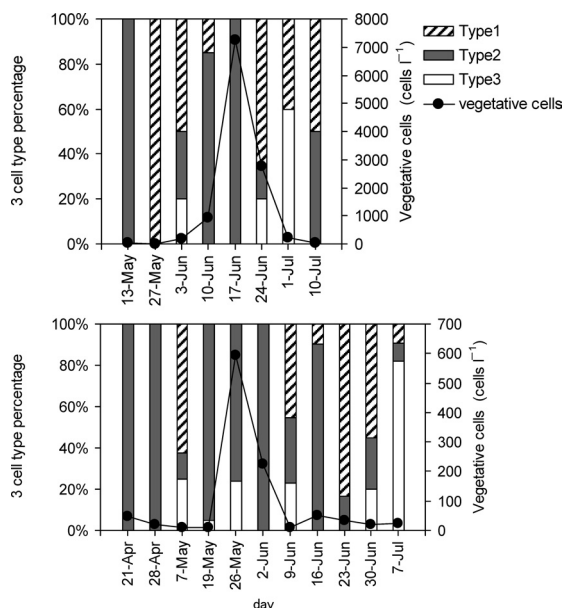 3 cell type percentage
100%
80%
60%
40%
20%
0%
8000
7000
6000
5000
4000
3000
2000
1000
0
Vegetative cells (cells l⁻¹)
Type1
Type2
Type3
vegetative cells
13-May
27-May
3-Jun
10-Jun
17-Jun
24-Jun
1-Jul
10-Jul
3 cell type percentage
100%
80%
60%
40%
20%
0%
700
600
500
400
300
200
100
0
Vegetative cells (cells l⁻¹)
21-Apr
28-Apr
7-May
19-May
26-May
2-Jun
9-Jun
16-Jun
23-Jun
30-Jun
7-Jul
day